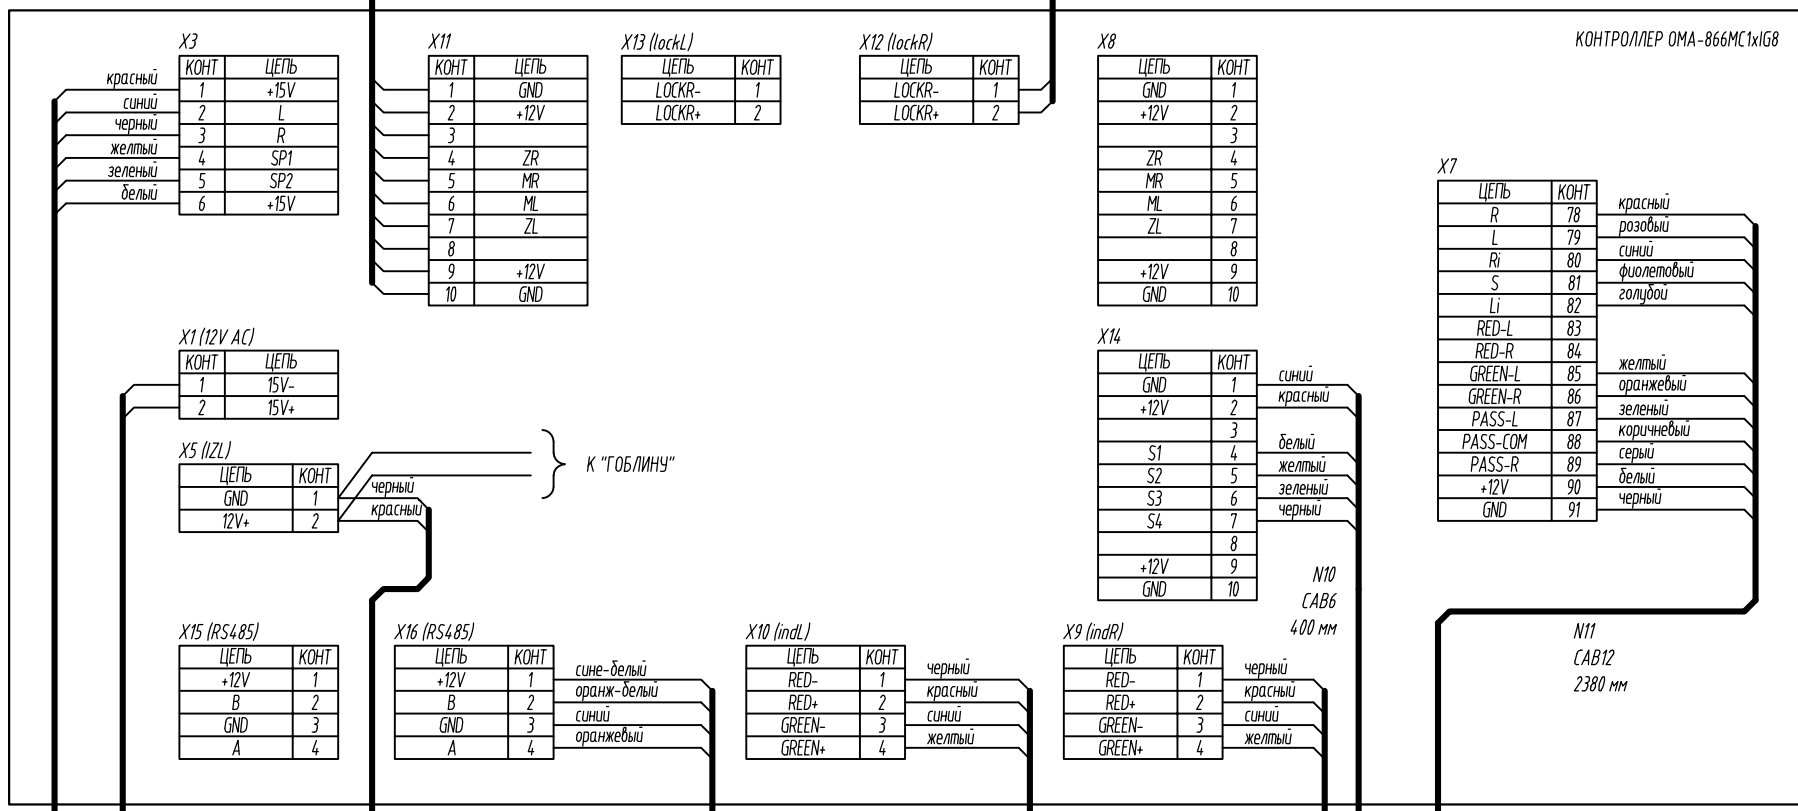 КОНТРОЛЛЕР ОМА-866МС1xIG8
X3
КОНТ ЦЕПЬ
красный 1 +15V
синий 2 L
черный 3 R
желтый 4 SP1
зеленый 5 SP2
белый 6 +15V
X11
КОНТ ЦЕПЬ
1 GND
2 +12V
3
4 ZR
5 MR
6 ML
7 ZL
8
9 +12V
10 GND
X13 (lockL)
ЦЕПЬ КОНТ
LOCKR- 1
LOCKR+ 2
X12 (lockR)
ЦЕПЬ КОНТ
LOCKR- 1
LOCKR+ 2
X8
ЦЕПЬ КОНТ
GND 1
+12V 2
3
ZR 4
MR 5
ML 6
ZL 7
8
+12V 9
GND 10
X7
ЦЕПЬ КОНТ
R 78 красный
L 79 розовый
Ri 80 синий
S 81 фиолетовый
Li 82 голубой
RED-L 83
RED-R 84
GREEN-L 85 желтый
GREEN-R 86 оранжевый
PASS-L 87 зеленый
PASS-COM 88 коричневый
PASS-R 89 серый
+12V 90 белый
GND 91 черный
X1 (12V AC)
КОНТ ЦЕПЬ
1 15V-
2 15V+
X5 (IZL)
ЦЕПЬ КОНТ
GND 1 черный
12V+ 2 красный
К "ГОБЛИНУ"
X14
ЦЕПЬ КОНТ
GND 1 синий
+12V 2 красный
3
S1 4 белый
S2 5 желтый
S3 6 зеленый
S4 7 черный
8
+12V 9
GND 10
N10
CAB6
400 мм
N11
CAB12
2380 мм
X15 (RS485)
ЦЕПЬ КОНТ
+12V 1
B 2
GND 3
A 4
X16 (RS485)
ЦЕПЬ КОНТ
+12V 1 сине-белый
B 2 оранж-белый
GND 3 синий
A 4 оранжевый
X10 (indL)
ЦЕПЬ КОНТ
RED- 1 черный
RED+ 2 красный
GREEN- 3 синий
GREEN+ 4 желтый
X9 (indR)
ЦЕПЬ КОНТ
RED- 1 черный
RED+ 2 красный
GREEN- 3 синий
GREEN+ 4 желтый